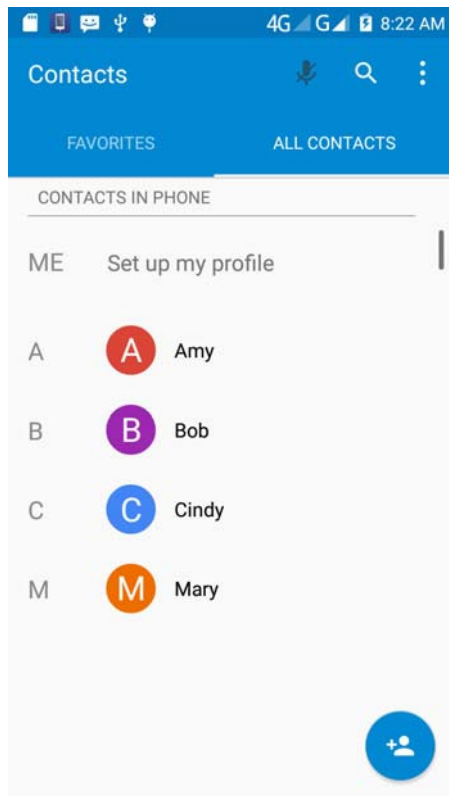 4G G 8:22 AM
Contacts
FAVORITES ALL CONTACTS
CONTACTS IN PHONE
ME Set up my profile
A A Amy
B B Bob
C C Cindy
M M Mary